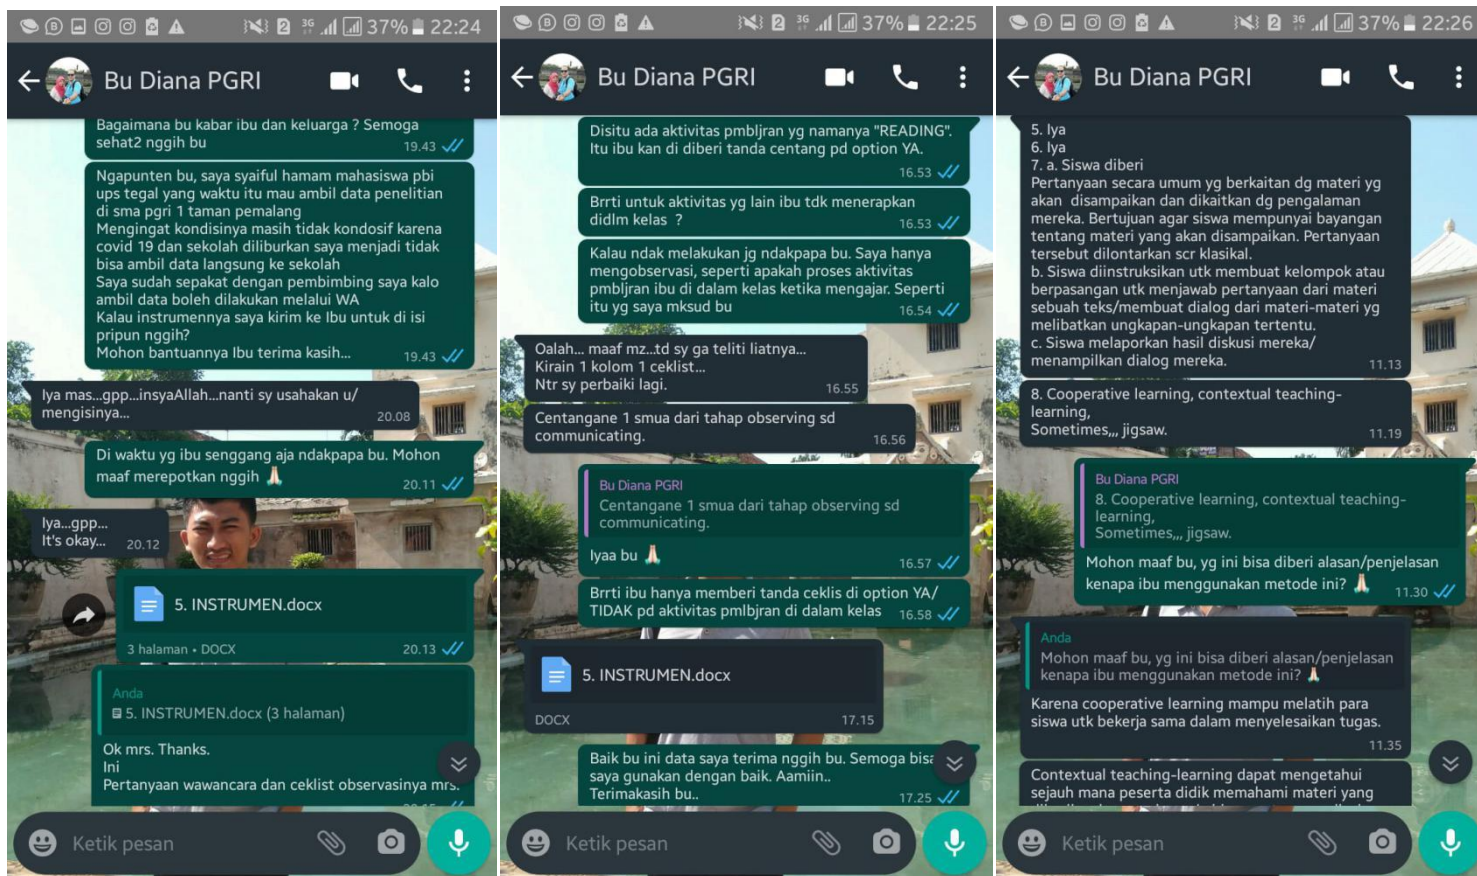 3G 37% 22:24
Bu Diana PGRI
Bagaimana bu kabar ibu dan keluarga ? Semoga
sehat2 nggih bu
19.43
Ngapunten bu, saya syaiful hamam mahasiswa pbi
ups tegal yang waktu itu mau ambil data penelitian
di sma pgri 1 taman pemalang
Mengingat kondisinya masih tidak kondosif karena
covid 19 dan sekolah diliburkan saya menjadi tidak
bisa ambil data langsung ke sekolah
Saya sudah sepakat dengan pembimbing saya kalo
ambil data boleh dilakukan melalui WA
Kalau instrumennya saya kirim ke Ibu untuk di isi
pripun nggih?
Mohon bantuannya Ibu terima kasih...
19.43
Iya mas...gpp...insyaAllah...nanti sy usahakan u/
mengisinya...
20.08
Di waktu yg ibu senggang aja ndakpapa bu. Mohon
maaf merepotkan nggih 🙏🏻
20.11
Iya...gpp...
It's okay...
20.12
5. INSTRUMEN.docx
3 halaman • DOCX
20.13
Anda
5. INSTRUMEN.docx (3 halaman)
Ok mrs. Thanks.
Ini
Pertanyaan wawancara dan ceklist observasinya mrs.
Ketik pesan
3G 37% 22:25
Bu Diana PGRI
Disitu ada aktivitas pmbljran yg namanya "READING".
Itu ibu kan di diberi tanda centang pd option YA.
16.53
Brrti untuk aktivitas yg lain ibu tdk menerapkan
didlm kelas ?
16.53
Kalau ndak melakukan jg ndakpapa bu. Saya hanya
mengobservasi, seperti apakah proses aktivitas
pmbljran ibu di dalam kelas ketika mengajar. Seperti
itu yg saya mksud bu
16.54
Oalah... maaf mz...td sy ga teliti liatnya...
Kirain 1 kolom 1 ceklist...
Ntr sy perbaiki lagi.
16.55
Centangane 1 smua dari tahap observing sd
communicating.
16.56
Bu Diana PGRI
Centangane 1 smua dari tahap observing sd
communicating.
Iyaa bu 🙏🏻
16.57
Brrti ibu hanya memberi tanda ceklis di option YA/
TIDAK pd aktivitas pmlbjran di dalam kelas
16.58
5. INSTRUMEN.docx
DOCX
17.15
Baik bu ini data saya terima nggih bu. Semoga bisa
saya gunakan dengan baik. Aamiin..
Terimakasih bu..
17.25
Ketik pesan
3G 37% 22:26
Bu Diana PGRI
5. Iya
6. Iya
7. a. Siswa diberi
Pertanyaan secara umum yg berkaitan dg materi yg
akan disampaikan dan dikaitkan dg pengalaman
mereka. Bertujuan agar siswa mempunyai bayangan
tentang materi yang akan disampaikan. Pertanyaan
tersebut dilontarkan scr klasikal.
b. Siswa diinstruksikan utk membuat kelompok atau
berpasangan utk menjawab pertanyaan dari materi
sebuah teks/membuat dialog dari materi-materi yg
melibatkan ungkapan-ungkapan tertentu.
c. Siswa melaporkan hasil diskusi mereka/
menampilkan dialog mereka.
11.13
8. Cooperative learning, contextual teaching-
learning,
Sometimes,,, jigsaw.
11.19
Bu Diana PGRI
8. Cooperative learning, contextual teaching-
learning,
Sometimes,,, jigsaw.
Mohon maaf bu, yg ini bisa diberi alasan/penjelasan
kenapa ibu menggunakan metode ini? 🙏🏻
11.30
Anda
Mohon maaf bu, yg ini bisa diberi alasan/penjelasan
kenapa ibu menggunakan metode ini? 🙏🏻
Karena cooperative learning mampu melatih para
siswa utk bekerja sama dalam menyelesaikan tugas.
11.35
Contextual teaching-learning dapat mengetahui
sejauh mana peserta didik memahami materi yang
Ketik pesan